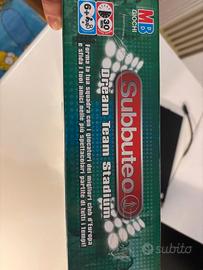 MB
GIOCHI
6+
30
Subbuteo
Dream Team Stadium
Forma la tua squadra con i giocatori dei migliori club d'Europa
e sfida i tuoi amici nelle più spettacolari partite di tutti i tempi!
subito